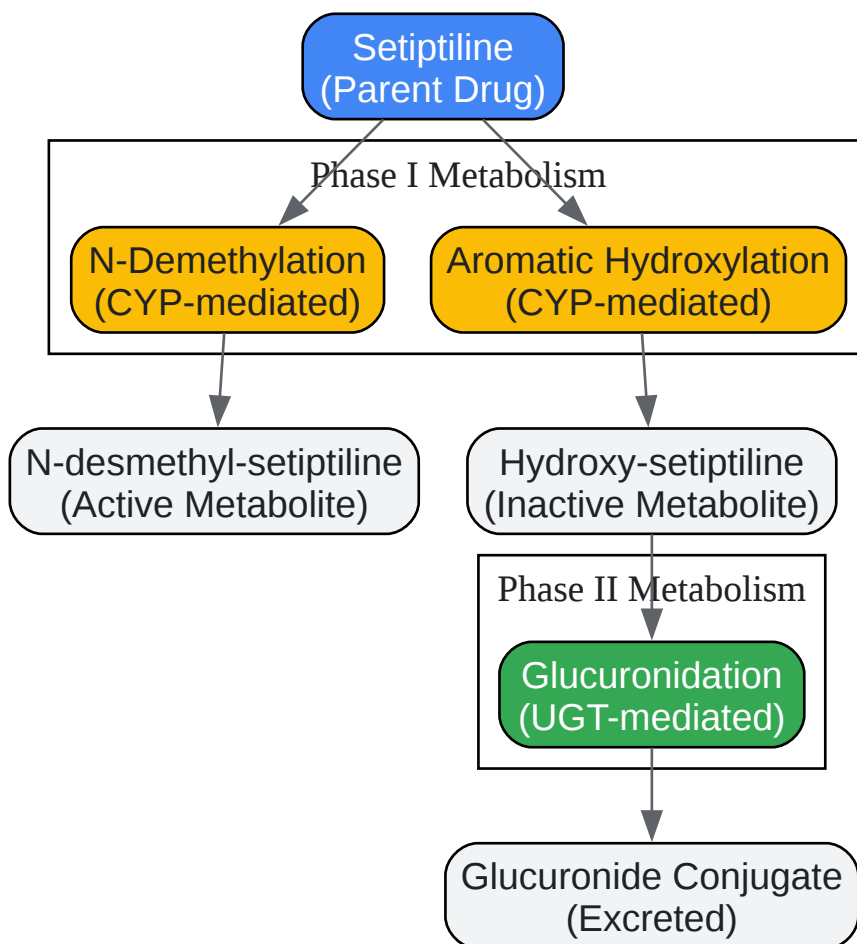 Setiptiline
(Parent Drug)
Phase I Metabolism
N-Demethylation
(CYP-mediated)
Aromatic Hydroxylation
(CYP-mediated)
N-desmethyl-setiptiline
(Active Metabolite)
Hydroxy-setiptiline
(Inactive Metabolite)
Phase II Metabolism
Glucuronidation
(UGT-mediated)
Glucuronide Conjugate
(Excreted)